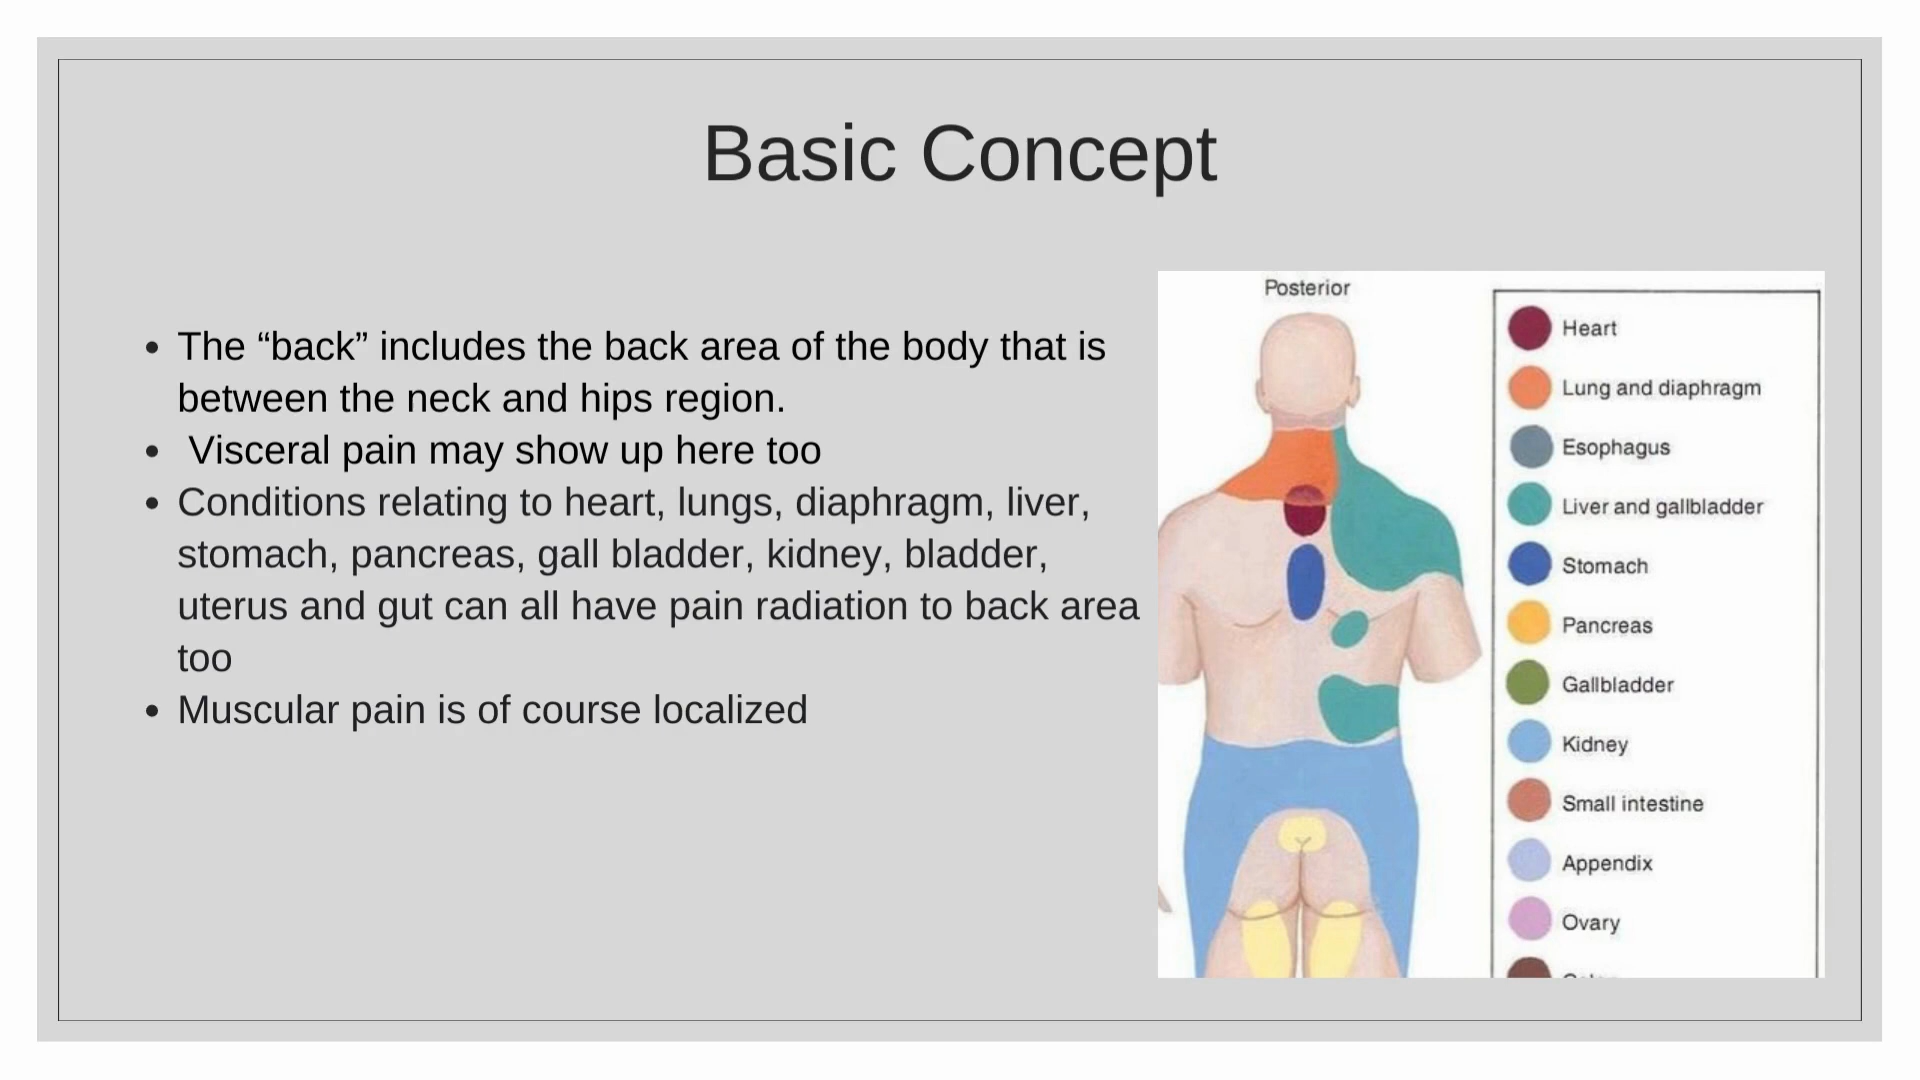 Basic Concept
• The “back” includes the back area of the body that is
between the neck and hips region.
• Visceral pain may show up here too
• Conditions relating to heart, lungs, diaphragm, liver,
stomach, pancreas, gall bladder, kidney, bladder,
uterus and gut can all have pain radiation to back area
too
• Muscular pain is of course localized
Posterior
Heart
Lung and diaphragm
Esophagus
Liver and gallbladder
Stomach
Pancreas
Gallbladder
Kidney
Small intestine
Appendix
Ovary